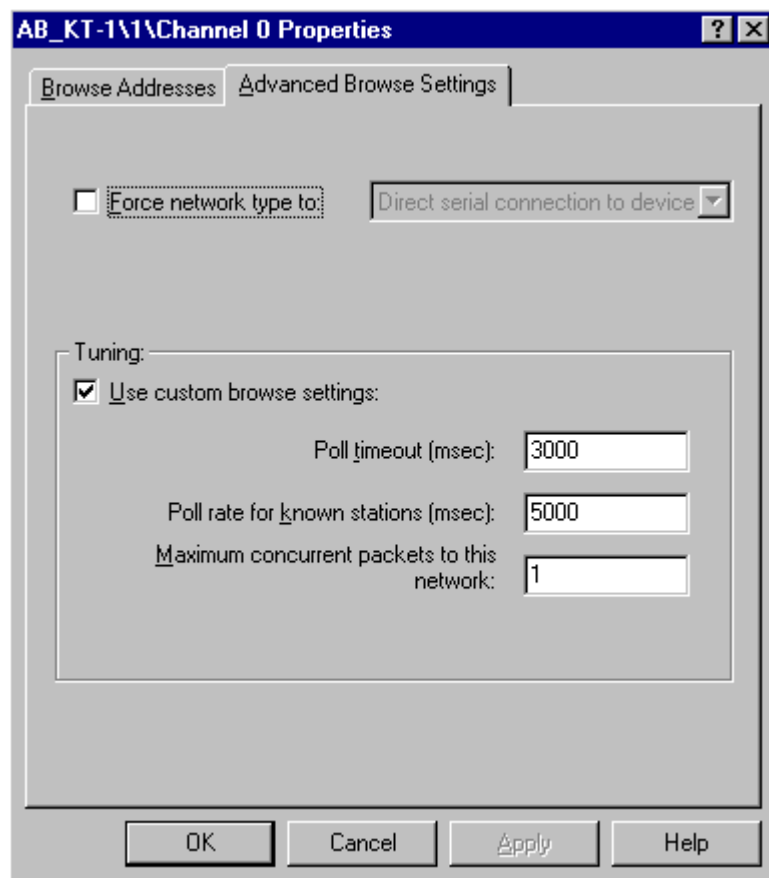 AB_KT-1\1\Channel 0 Properties
Browse Addresses
Advanced Browse Settings
Force network type to:
Direct serial connection to device
Tuning:
Use custom browse settings:
Poll timeout (msec):
3000
Poll rate for known stations (msec):
5000
Maximum concurrent packets to this
network:
1
OK
Cancel
Apply
Help